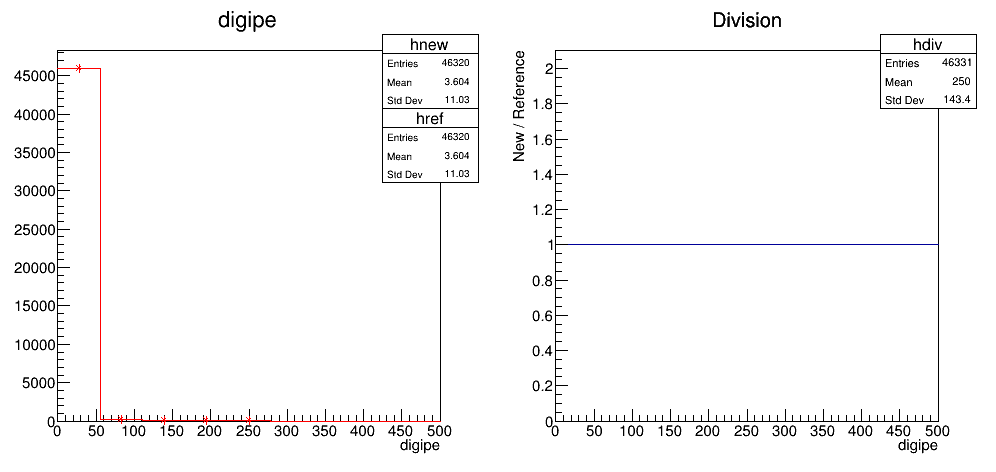 digipe
hnew
Entries 46320
Mean 3.604
Std Dev 11.03
href
Entries 46320
Mean 3.604
Std Dev 11.03
45000
40000
35000
30000
25000
20000
15000
10000
5000
0
0 50 100 150 200 250 300 350 400 450 500
digipe
Division
hdiv
Entries 46331
Mean 250
Std Dev 143.4
New / Reference
2
1.8
1.6
1.4
1.2
1
0.8
0.6
0.4
0.2
0
0 50 100 150 200 250 300 350 400 450 500
digipe